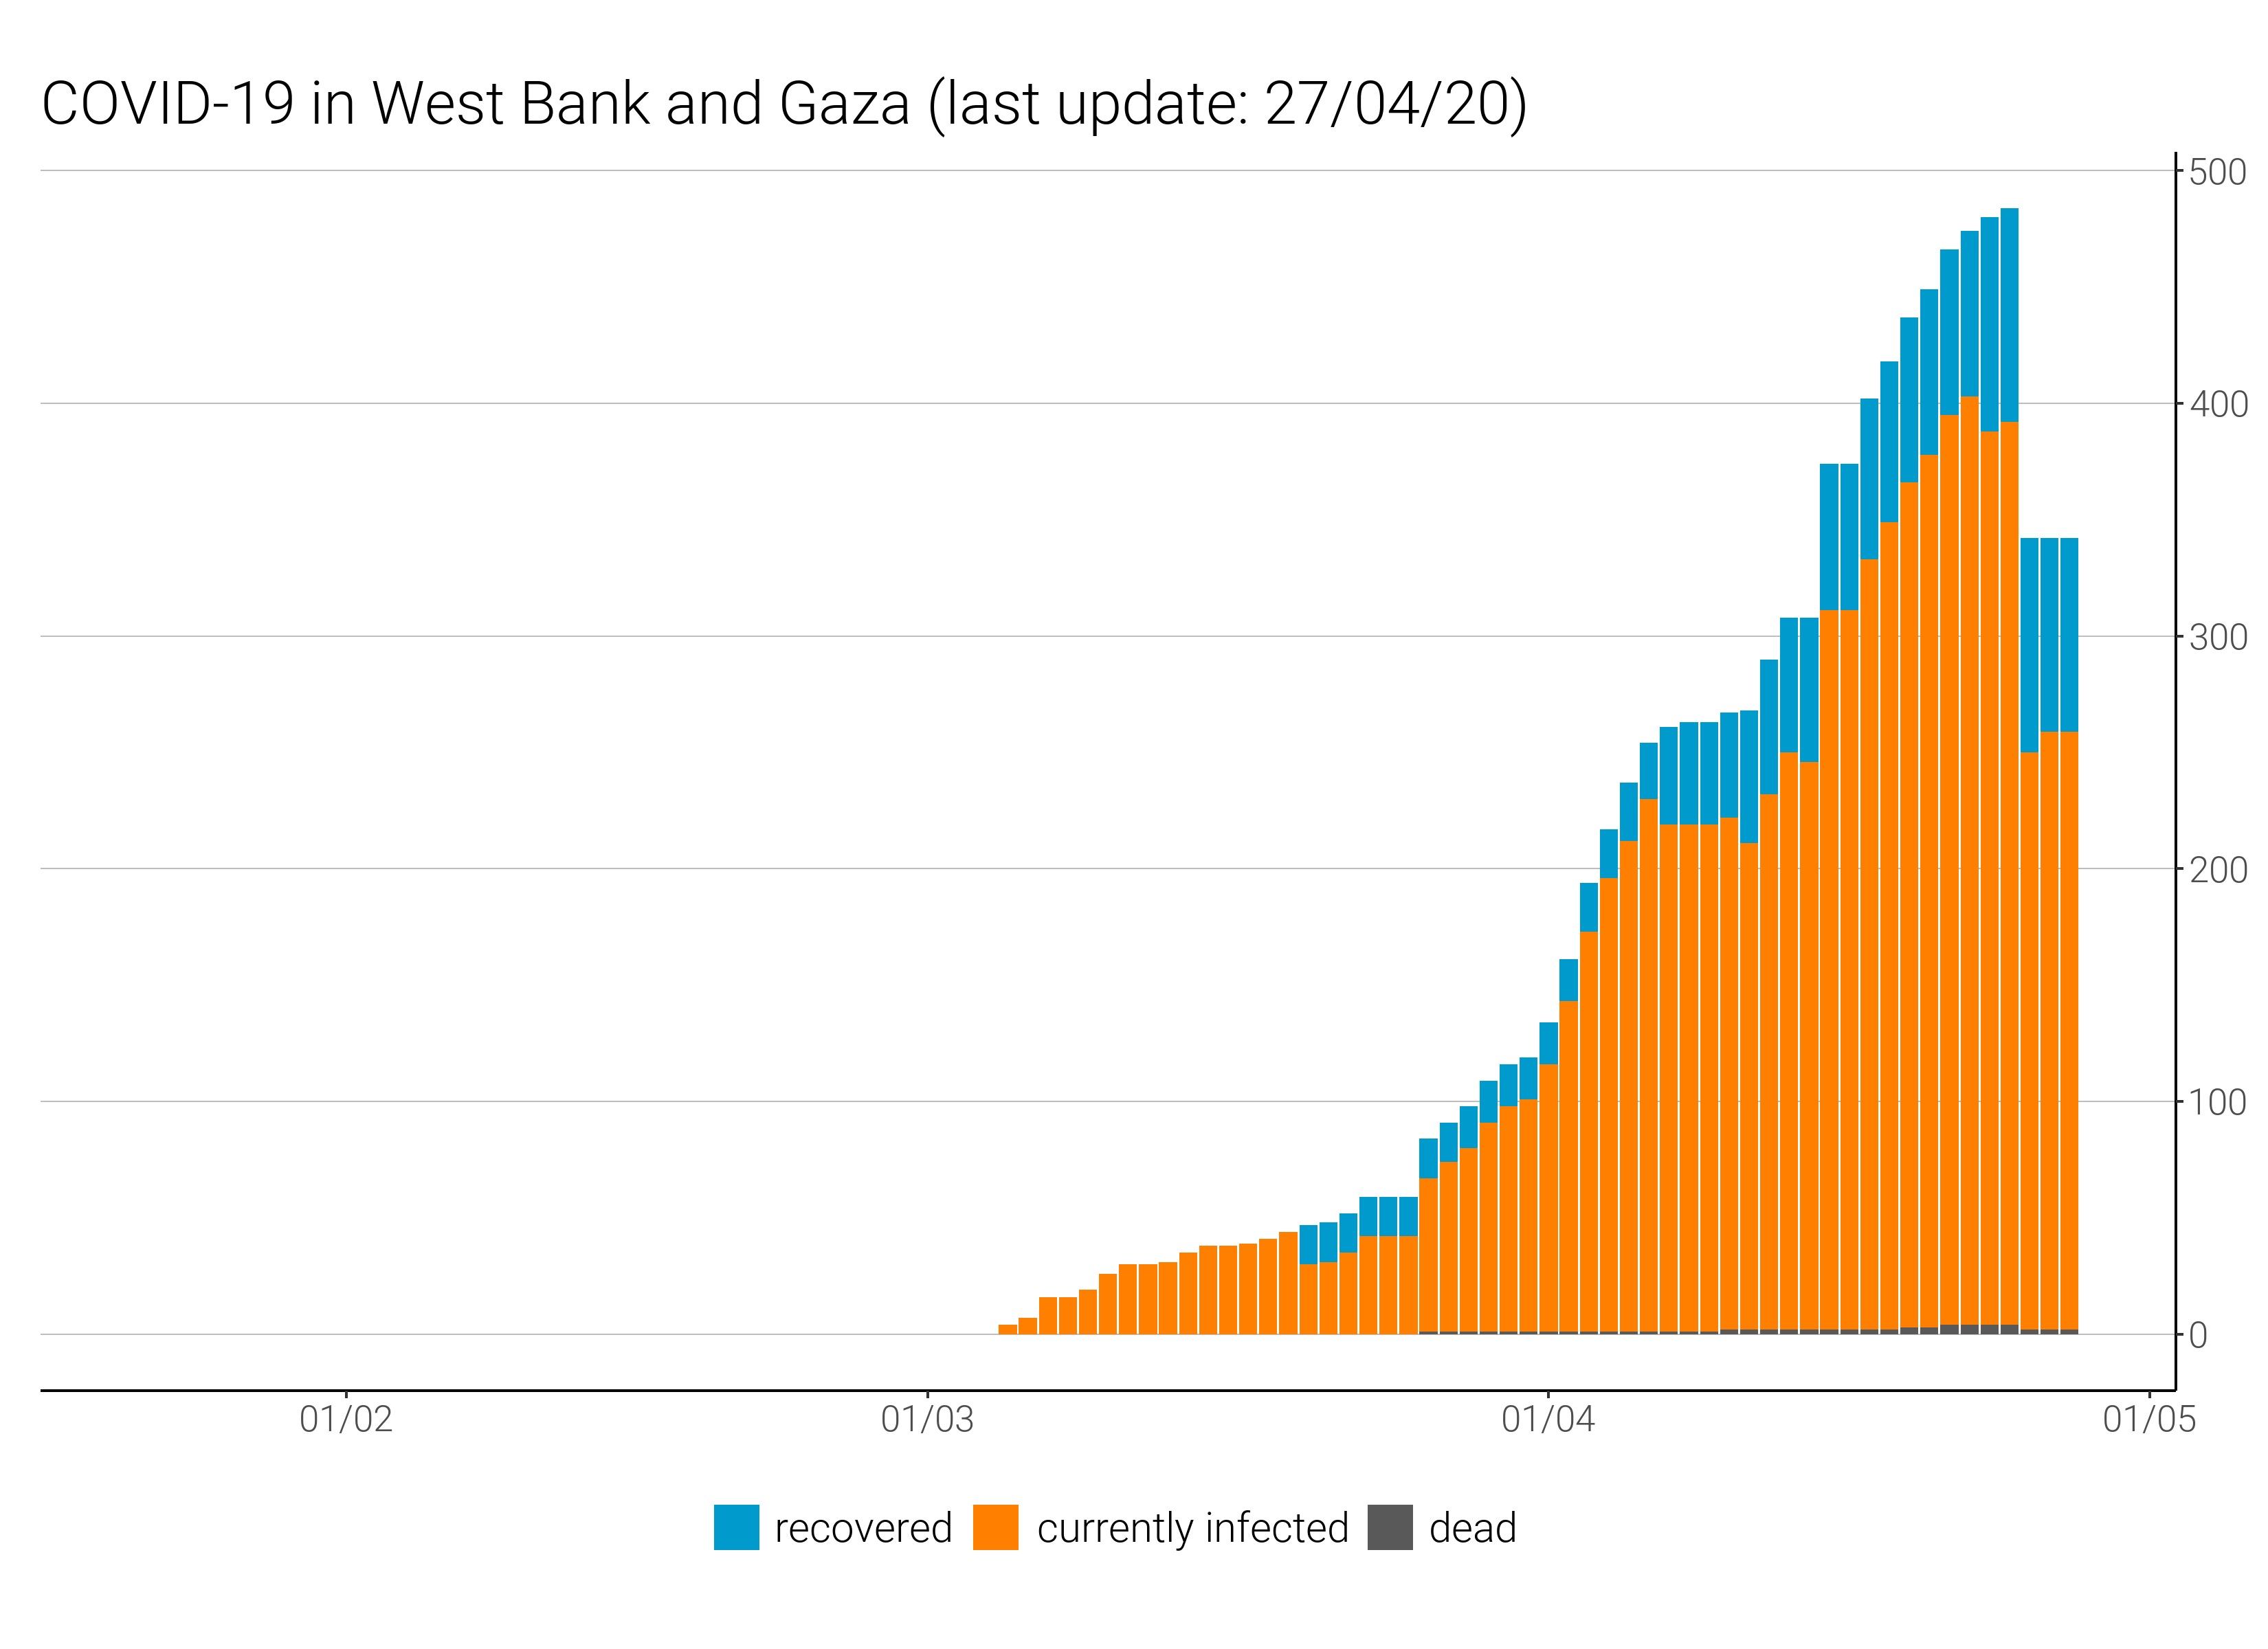 COVID-19 in West Bank and Gaza (last update: 27/04/20)
500
400
300
200
100
0
01/02 01/03 01/04 01/05
recovered currently infected dead